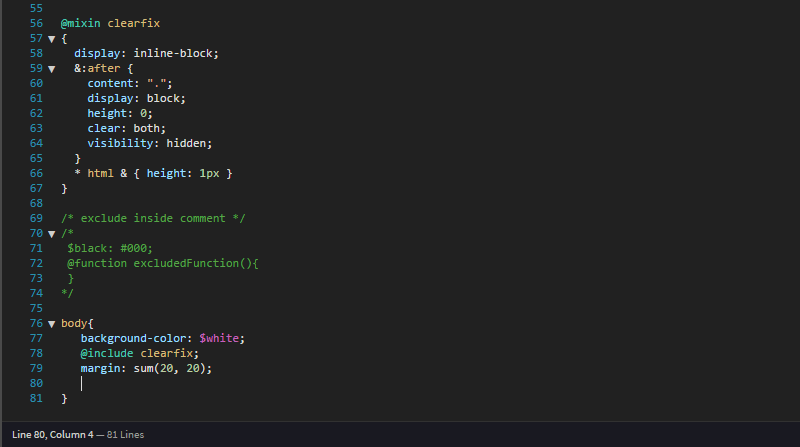 55
56 @mixin clearfix
57 ▼ {
58   display: inline-block;
59 ▼   &:after {
60     content: ".";
61     display: block;
62     height: 0;
63     clear: both;
64     visibility: hidden;
65   }
66   * html & { height: 1px }
67 }
68
69 /* exclude inside comment */
70 ▼ /*
71  $black: #000;
72  @function excludedFunction(){
73  }
74 */
75
76 ▼ body{
77    background-color: $white;
78    @include clearfix;
79    margin: sum(20, 20);
80
81 }
Line 80, Column 4 — 81 Lines